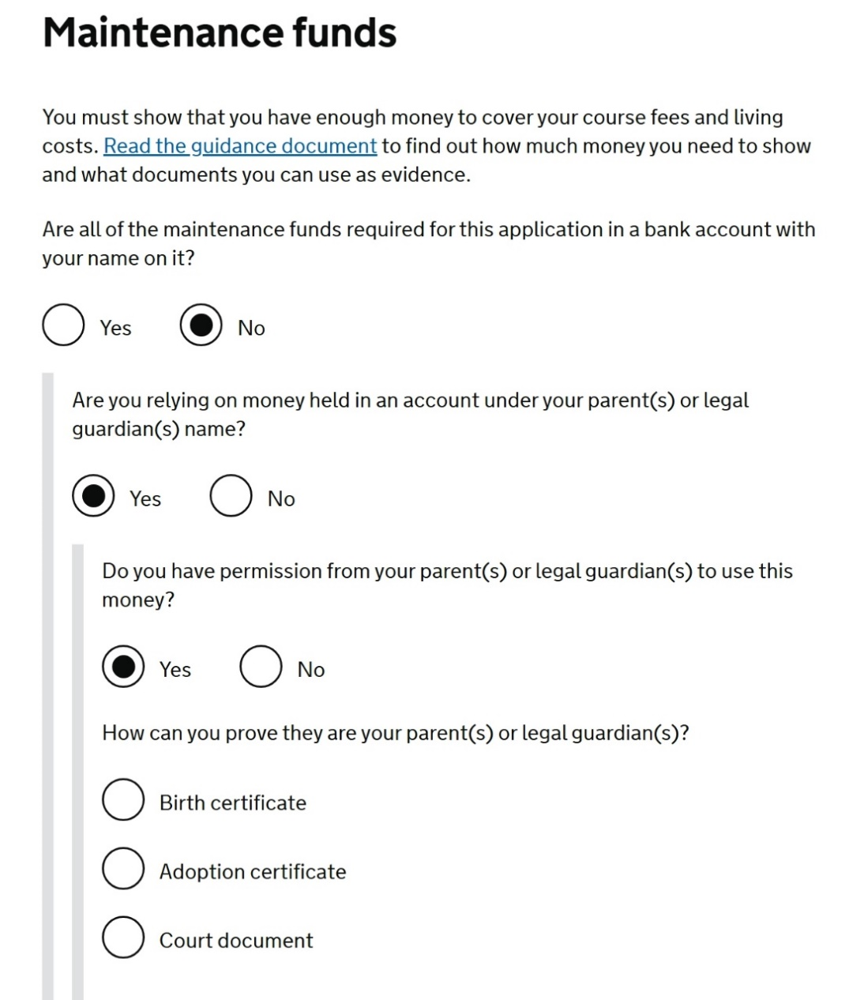 Maintenance funds
You must show that you have enough money to cover your course fees and living
costs. Read the guidance document to find out how much money you need to show
and what documents you can use as evidence.
Are all of the maintenance funds required for this application in a bank account with
your name on it?
Yes No
Are you relying on money held in an account under your parent(s) or legal
guardian(s) name?
Yes No
Do you have permission from your parent(s) or legal guardian(s) to use this
money?
Yes No
How can you prove they are your parent(s) or legal guardian(s)?
Birth certificate
Adoption certificate
Court document